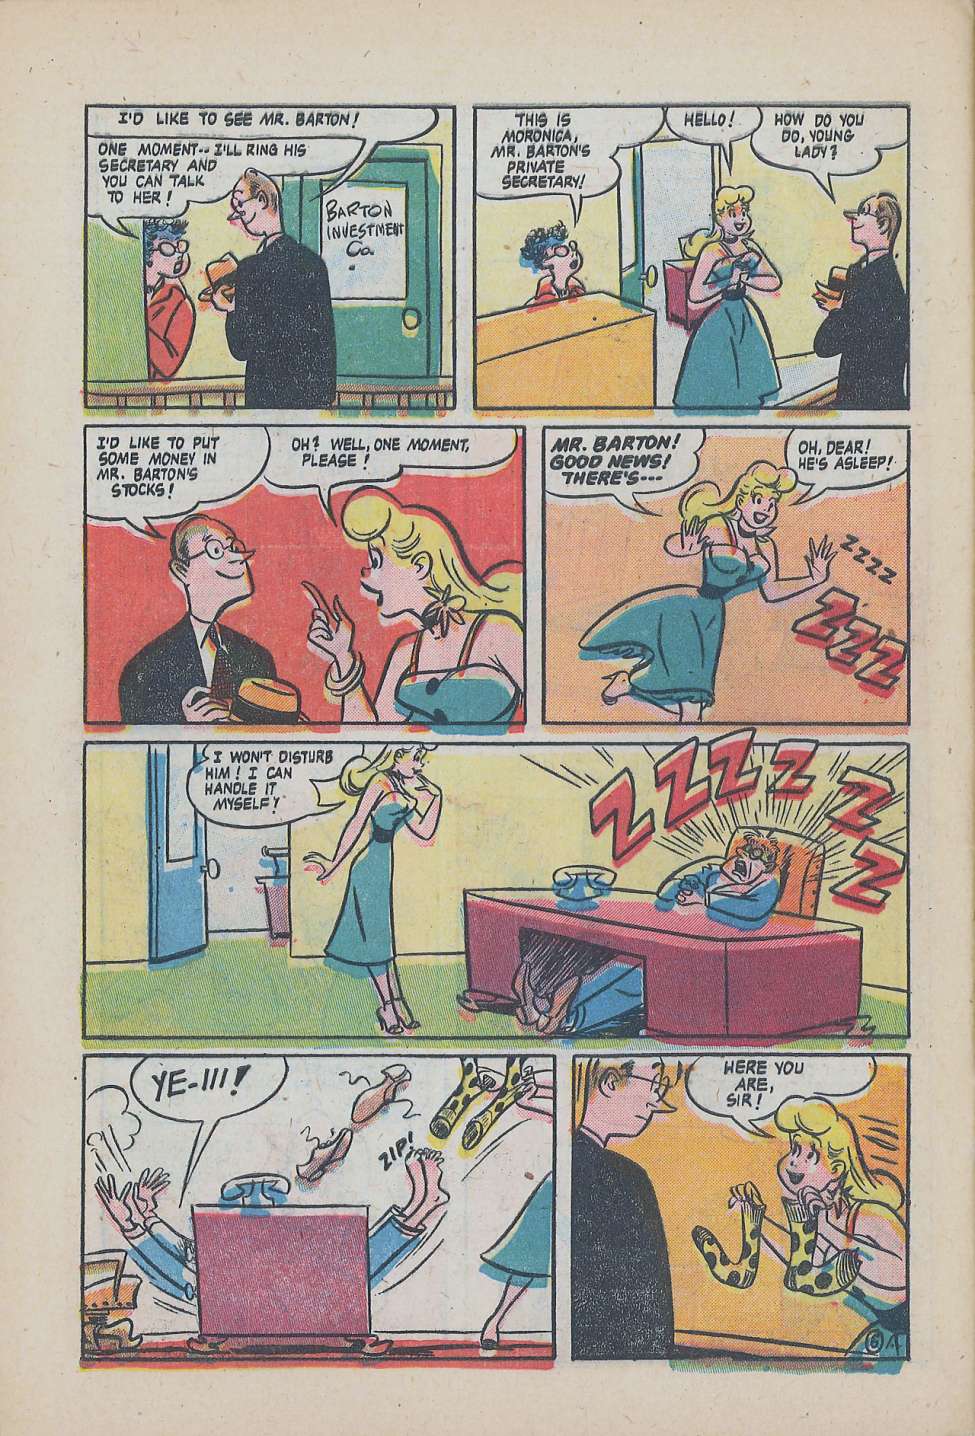 I'D LIKE TO SEE MR. BARTON!
ONE MOMENT-- I'LL RING HIS
SECRETARY AND
YOU CAN TALK
TO HER!
BARTON
INVESTMENT
Co.
THIS IS
MORONICA,
MR. BARTON'S
PRIVATE
SECRETARY!
HELLO!
HOW DO YOU
DO, YOUNG
LADY?
I'D LIKE TO PUT
SOME MONEY IN
MR. BARTON'S
STOCKS!
OH? WELL, ONE MOMENT,
PLEASE!
MR. BARTON!
GOOD NEWS!
THERE'S---
OH, DEAR!
HE'S ASLEEP!
ZZZZ
ZZZ
I WON'T DISTURB
HIM! I CAN
HANDLE IT
MYSELF!
ZZZZZZZ
YE-III!
ZIP!
HERE YOU
ARE,
SIR!
6